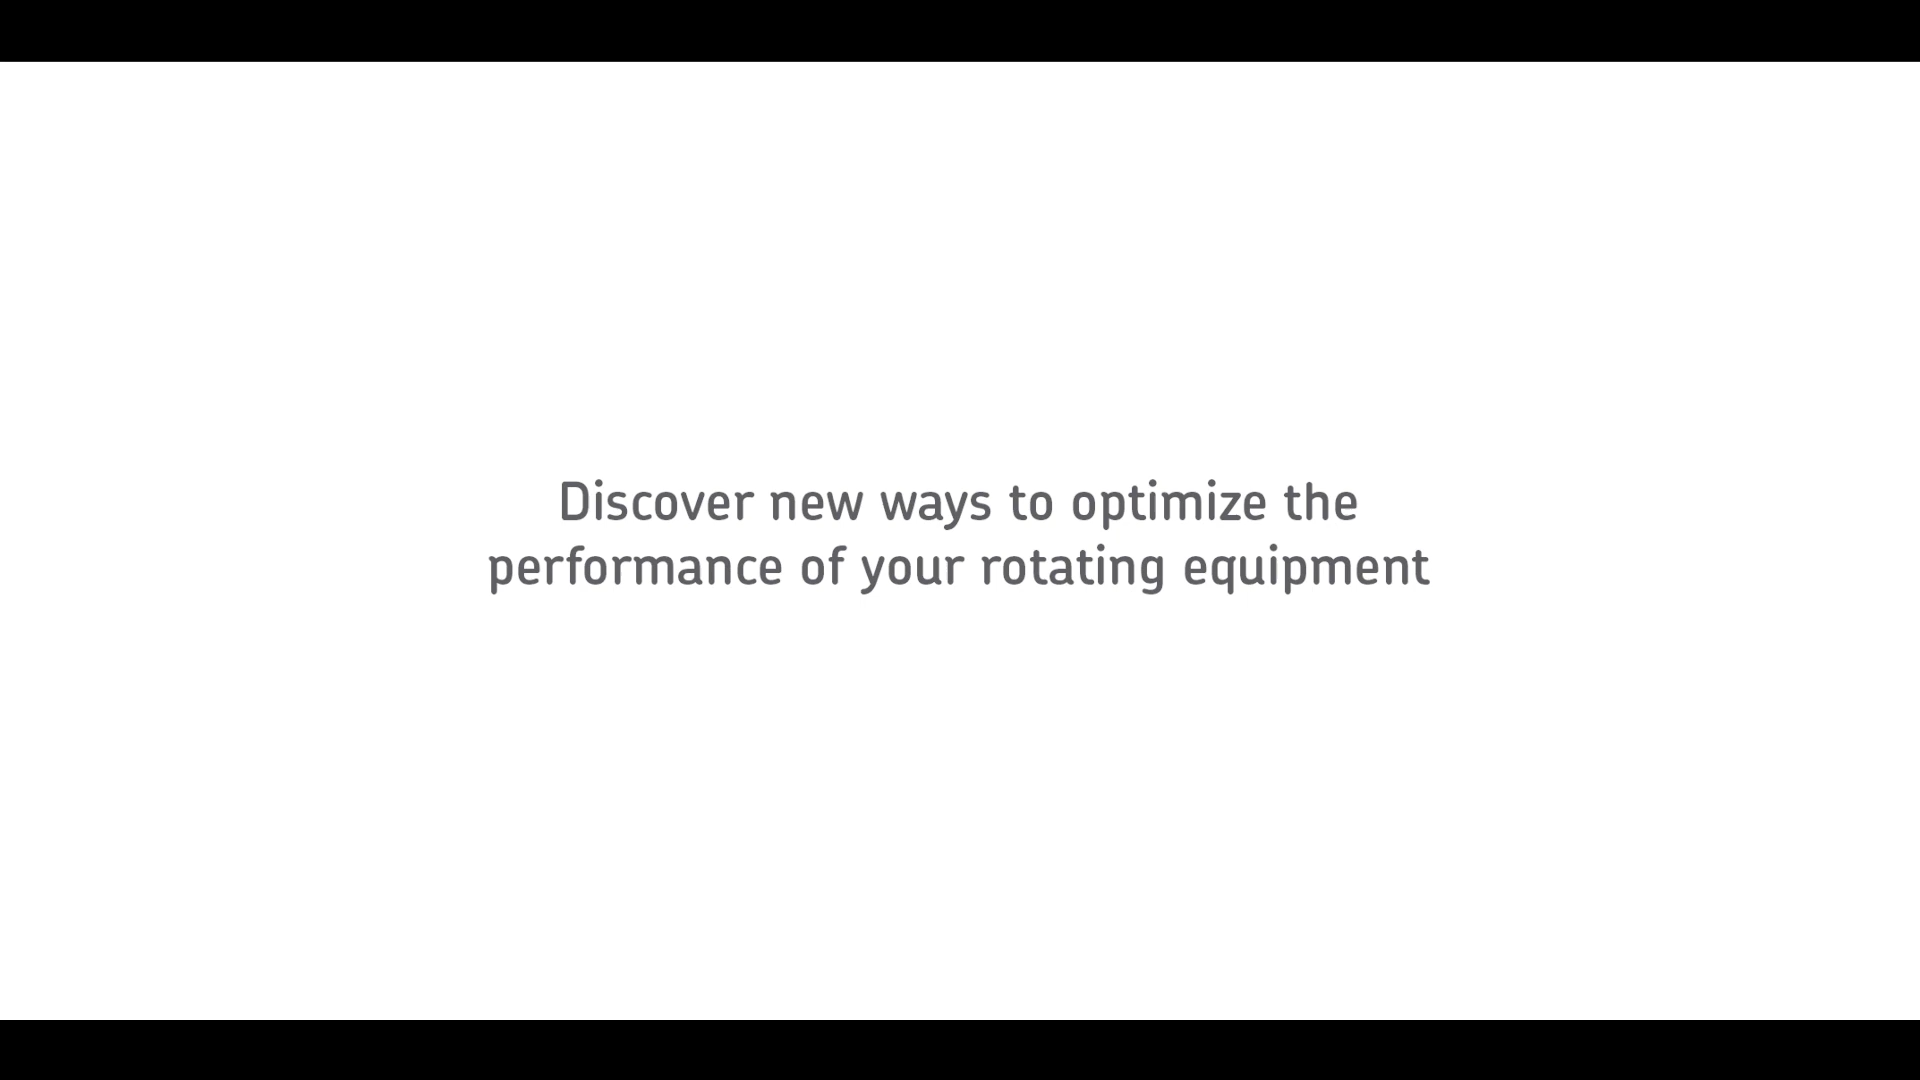 Discover new ways to optimize the
performance of your rotating equipment